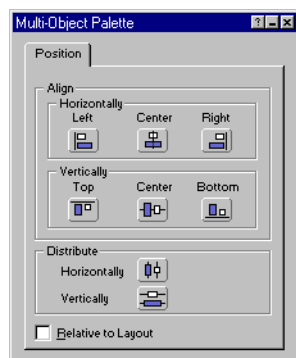 Multi-Object Palette
Position
Align
Horizontally
Left Center Right
Vertically
Top Center Bottom
Distribute
Horizontally
Vertically
Relative to Layout